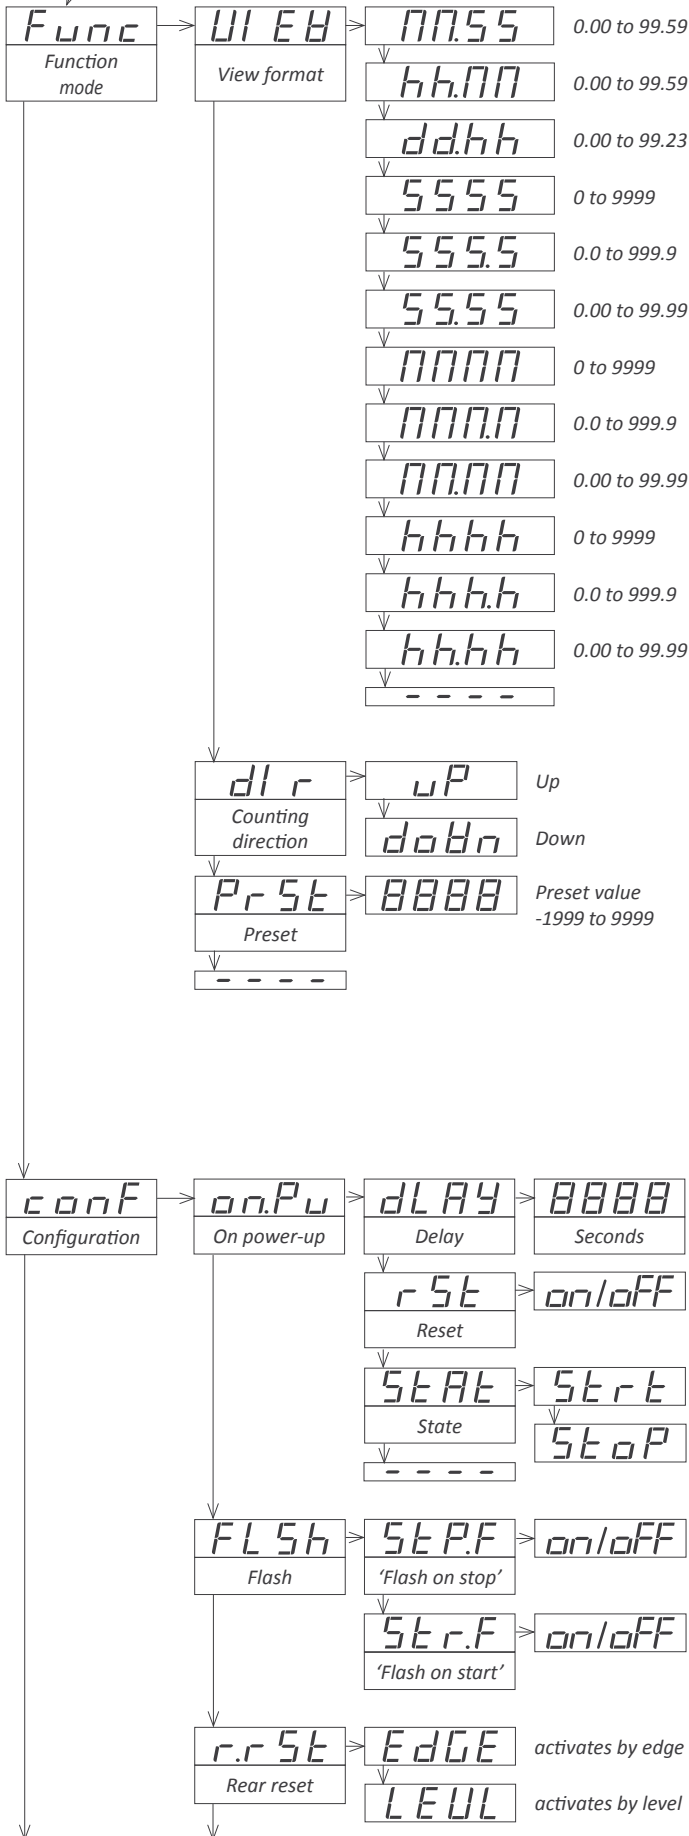 Func VIEW MM.SS 0.00 to 99.59
Function
mode
View format
hh.MM 0.00 to 99.59
dd.hh 0.00 to 99.23
SSSS 0 to 9999
SSS.S 0.0 to 999.9
SS.SS 0.00 to 99.99
MMMM 0 to 9999
MMM.M 0.0 to 999.9
MM.MM 0.00 to 99.99
hhhh 0 to 9999
hhh.h 0.0 to 999.9
hh.hh 0.00 to 99.99
----
dIr uP Up
Counting
direction
doWn Down
PrSt 8888 Preset value
-1999 to 9999
Preset
----
conF on.Pu dLAY 8888
Configuration On power-up Delay Seconds
rSt on/oFF
Reset
StAt Strt
State
StoP
----
FLSh StP.F on/oFF
Flash 'Flash on stop'
Str.F on/oFF
'Flash on start'
r.rSt EdGE activates by edge
Rear reset
LEVL activates by level